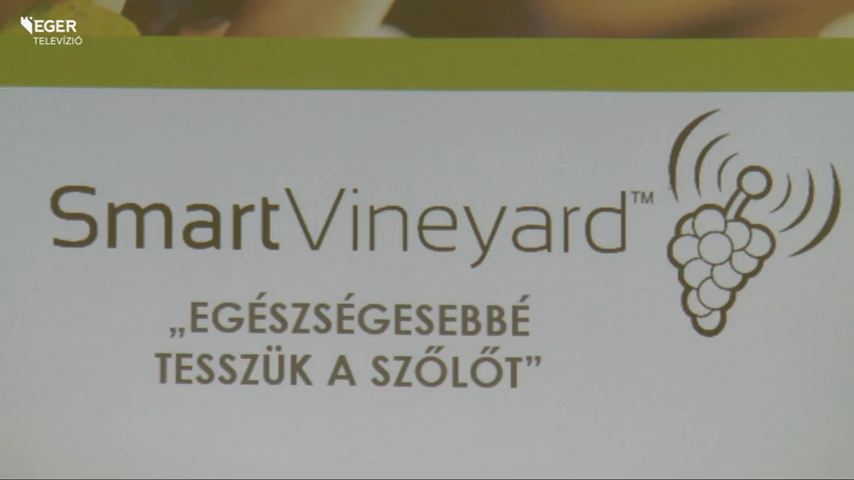 EGER
TELEVÍZIÓ
SmartVineyard™
„EGÉSZSÉGESEBBÉ
TESSZÜK A SZŐLŐT”